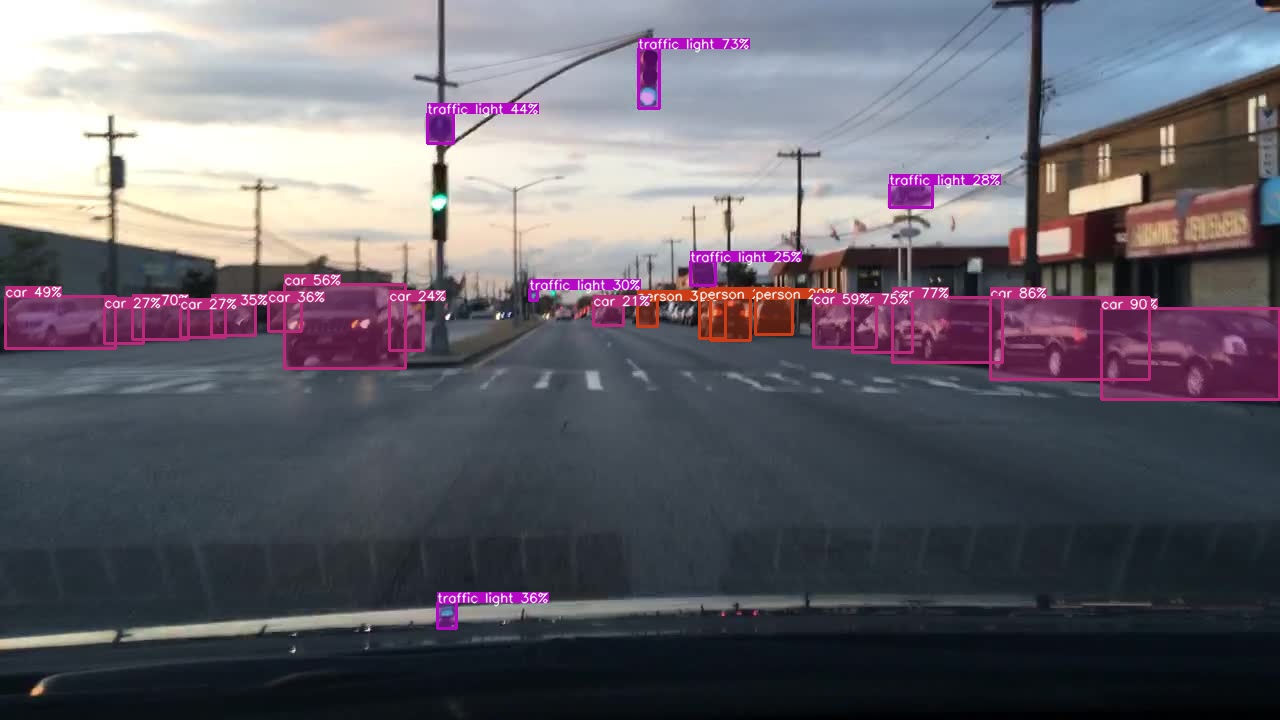 traffic light 73%
traffic light 44%
traffic light 28%
traffic light 25%
car 56%
traffic light 30%
car 49%
car 27%
70%
car 27%
35%
car 36%
car 24%
car 21%
person
person
person
car 59%
75%
77%
car 86%
car 90%
traffic light 36%